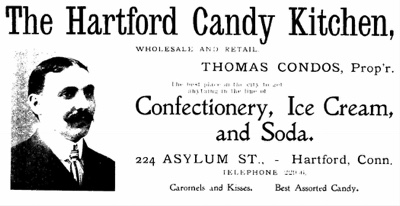 The Hartford Candy Kitchen,
WHOLESALE AND RETAIL
THOMAS CONDOS, Prop'r.
The best place in the city to get
anything in the line of
Confectionery, Ice Cream,
and Soda.
224 ASYLUM ST., - Hartford, Conn.
TELEPHONE 229-6.
Caromels and Kisses. Best Assorted Candy.